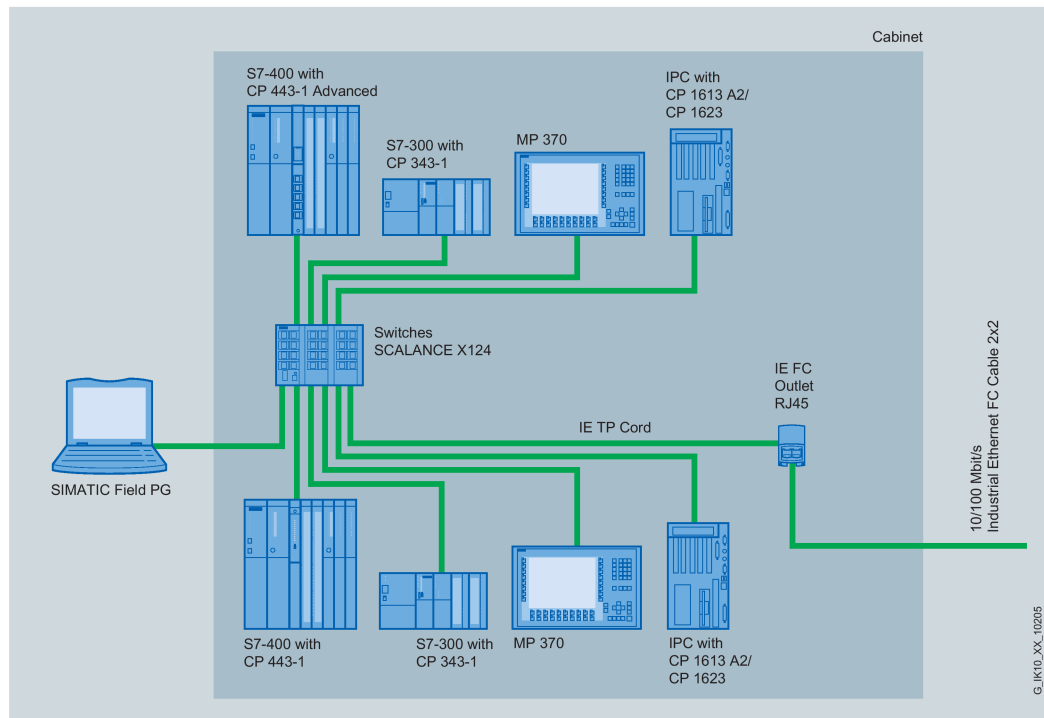 Cabinet
S7-400 with
CP 443-1 Advanced
S7-300 with
CP 343-1
MP 370
IPC with
CP 1613 A2/
CP 1623
Switches
SCALANCE X124
IE FC
Outlet
RJ45
IE TP Cord
SIMATIC Field PG
10/100 Mbit/s
Industrial Ethernet FC Cable 2x2
S7-400 with
CP 443-1
S7-300 with
CP 343-1
MP 370
IPC with
CP 1613 A2/
CP 1623
G_IK10_XX_10205